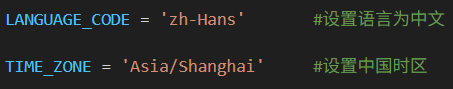 LANGUAGE_CODE = 'zh-Hans' #设置语言为中文
TIME_ZONE = 'Asia/Shanghai' #设置中国时区